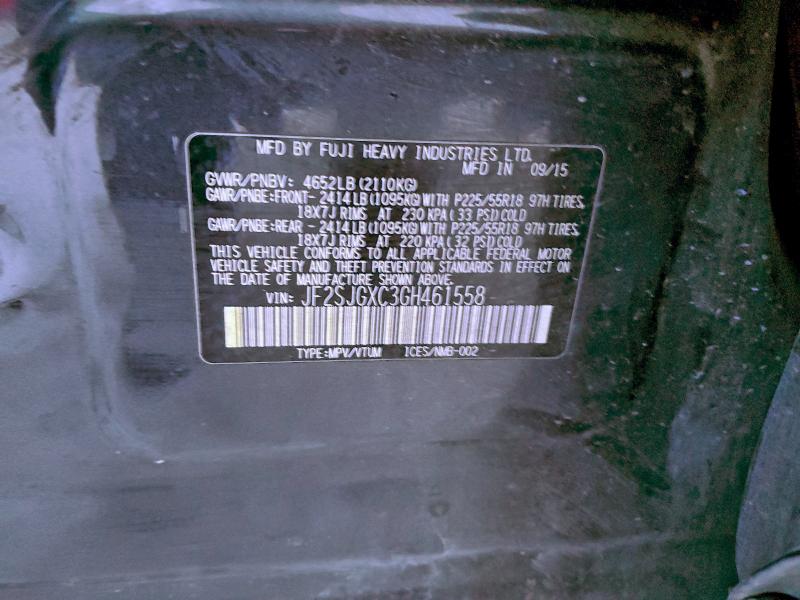 MFD BY FUJI HEAVY INDUSTRIES LTD.
MFD IN 09/15
GVWR/PNBV: 4652LB(2110KG)
GAWR/PNBE:FRONT- 2414LB(1095KG)WITH P225/55R18 97H TIRES,
18X7J RIMS AT 230 KPA(33 PSI)COLD
GAWR/PNBE:REAR - 2414LB(1095KG)WITH P225/55R18 97H TIRES,
18X7J RIMS AT 220 KPA(32 PSI)COLD
THIS VEHICLE CONFORMS TO ALL APPLICABLE FEDERAL MOTOR
VEHICLE SAFETY AND THEFT PREVENTION STANDARDS IN EFFECT ON
THE DATE OF MANUFACTURE SHOWN ABOVE.
VIN: JF2SJGXC3GH461558
TYPE:MPV/VTUM ICES/NMB-002